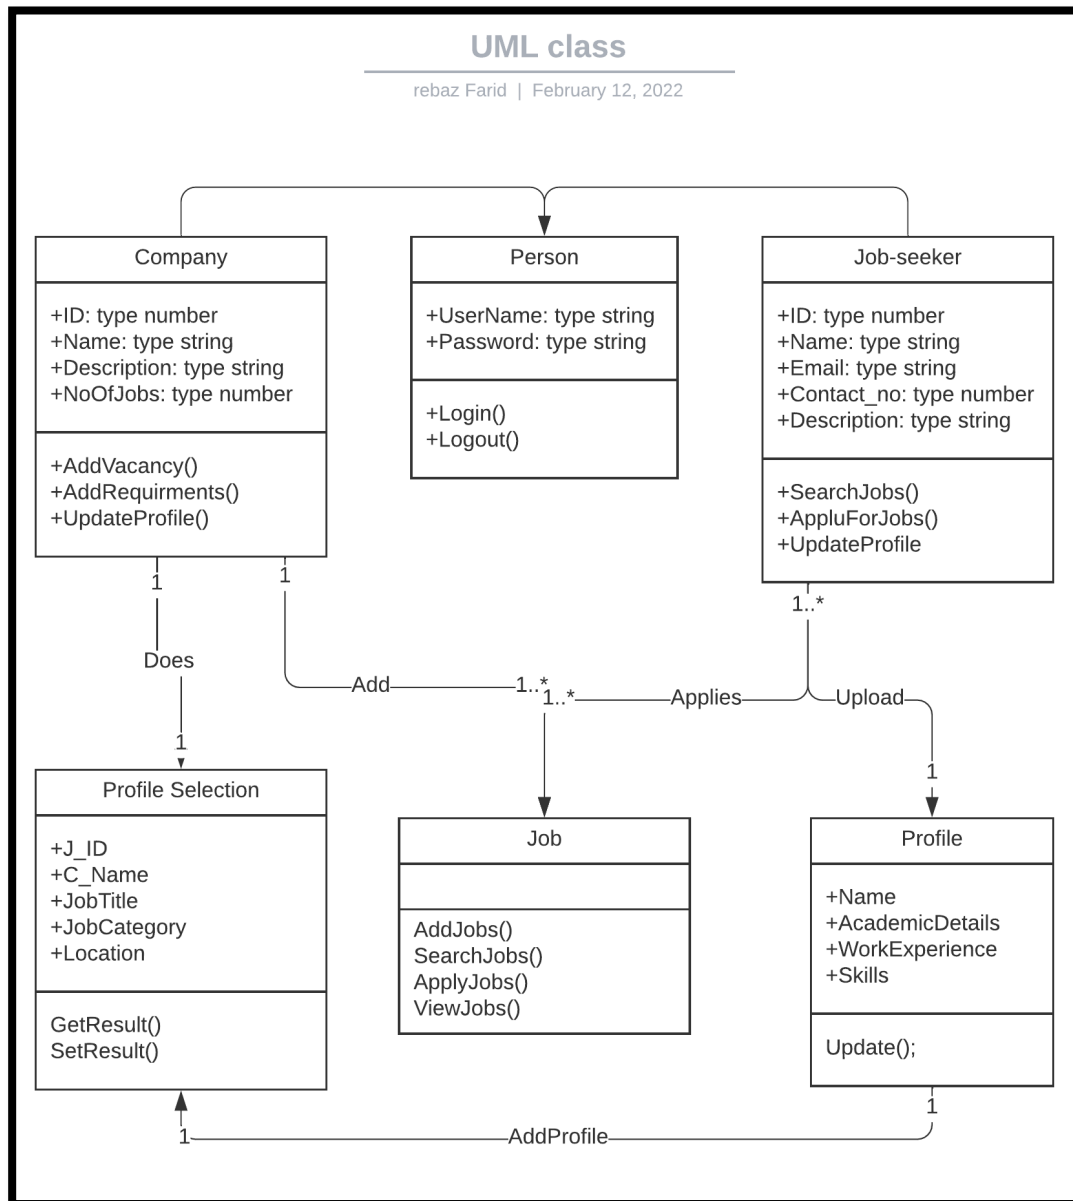 UML class
rebaz Farid | February 12, 2022
Company
+ID: type number
+Name: type string
+Description: type string
+NoOfJobs: type number
+AddVacancy()
+AddRequirments()
+UpdateProfile()
Person
+UserName: type string
+Password: type string
+Login()
+Logout()
Job-seeker
+ID: type number
+Name: type string
+Email: type string
+Contact_no: type number
+Description: type string
+SearchJobs()
+AppluForJobs()
+UpdateProfile
1
1
1..*
Does
Add
1..*
1..*
Applies
Upload
1
1
Profile Selection
+J_ID
+C_Name
+JobTitle
+JobCategory
+Location
GetResult()
SetResult()
Job
AddJobs()
SearchJobs()
ApplyJobs()
ViewJobs()
Profile
+Name
+AcademicDetails
+WorkExperience
+Skills
Update();
1
1
AddProfile